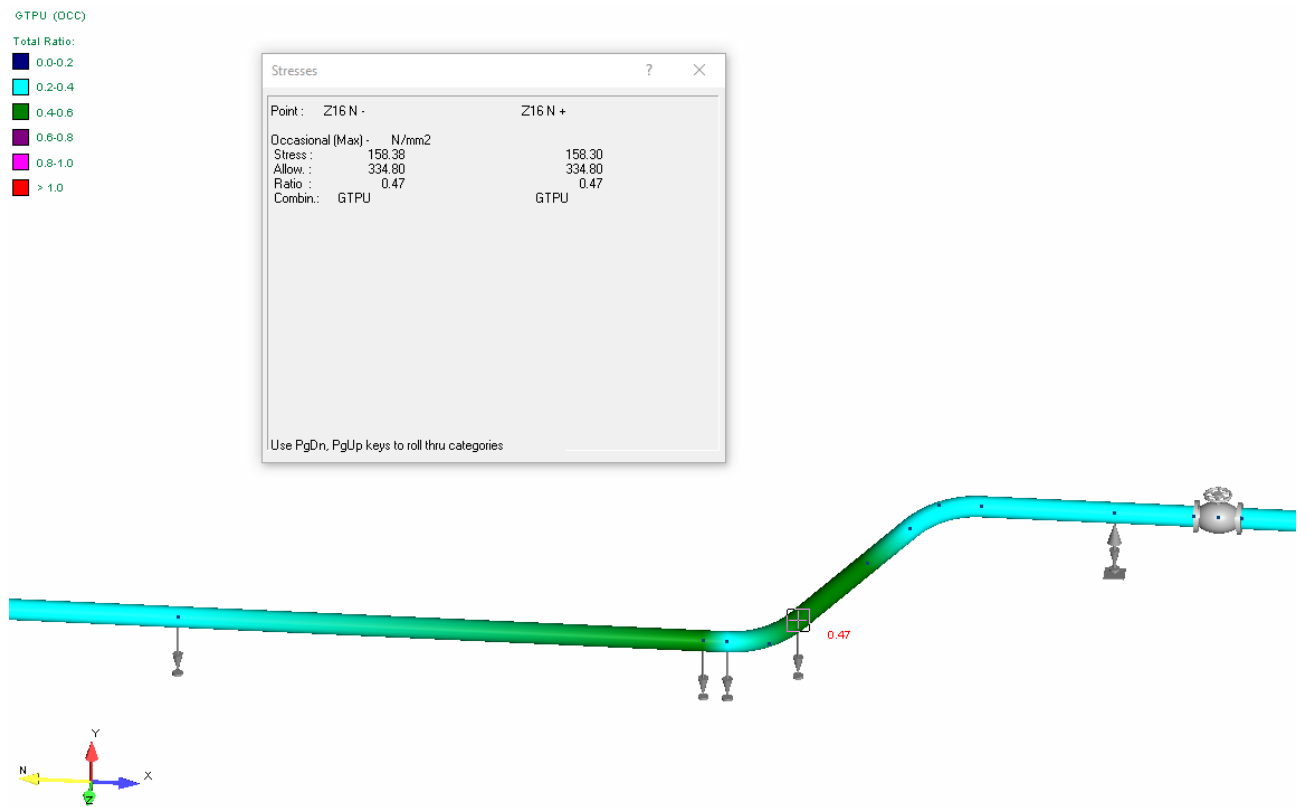 GTPU (OCC)
Total Ratio:
0.0-0.2
0.2-0.4
0.4-0.6
0.6-0.8
0.8-1.0
> 1.0
Stresses ?
Point : Z16 N - Z16 N +
Occasional (Max) - N/mm2
Stress : 158.38 158.30
Allow. : 334.80 334.80
Ratio : 0.47 0.47
Combin.: GTPU GTPU
Use PgDn, PgUp keys to roll thru categories
0.47
Y
N
X
Z